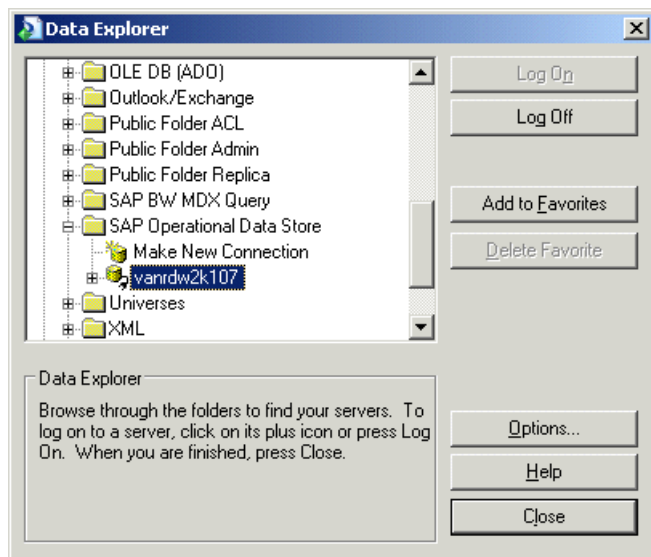 Data Explorer
OLE DB (ADO)
Outlook/Exchange
Public Folder ACL
Public Folder Admin
Public Folder Replica
SAP BW MDX Query
SAP Operational Data Store
Make New Connection
vanrdw2k107
Universes
XML
Log On
Log Off
Add to Favorites
Delete Favorite
Data Explorer
Browse through the folders to find your servers. To
log on to a server, click on its plus icon or press Log
On. When you are finished, press Close.
Options...
Help
Close